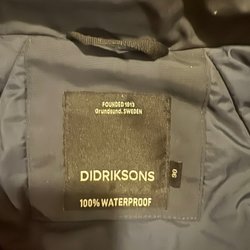 FOUNDED 1913
Grundsund, SWEDEN
DIDRIKSONS
90
100% WATERPROOF